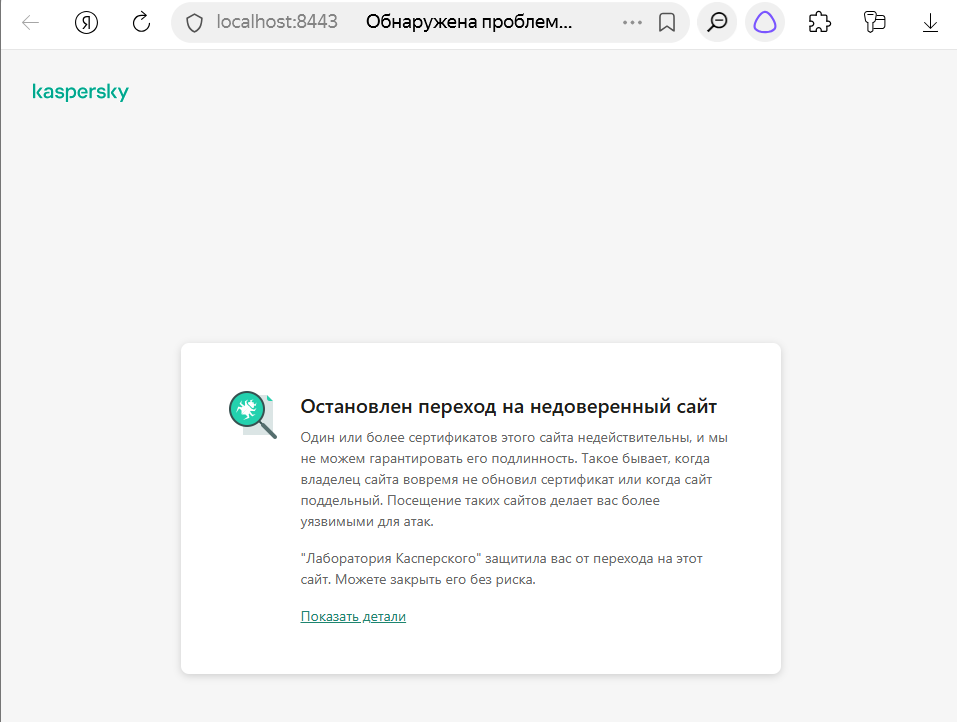 localhost:8443 Обнаружена проблем...
kaspersky
Остановлен переход на недоверенный сайт
Один или более сертификатов этого сайта недействительны, и мы
не можем гарантировать его подлинность. Такое бывает, когда
владелец сайта вовремя не обновил сертификат или когда сайт
поддельный. Посещение таких сайтов делает вас более
уязвимыми для атак.
"Лаборатория Касперского" защитила вас от перехода на этот
сайт. Можете закрыть его без риска.
Показать детали